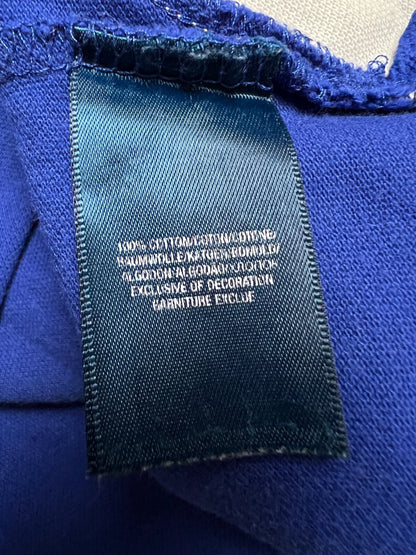 100% COTTON/COTON/COTONE/
BAUMWOLLE/KATOEN/BOMULD/
ALGODON/ALGODAO/ХЛОПОК
EXCLUSIVE OF DECORATION
GARNITURE EXCLUE